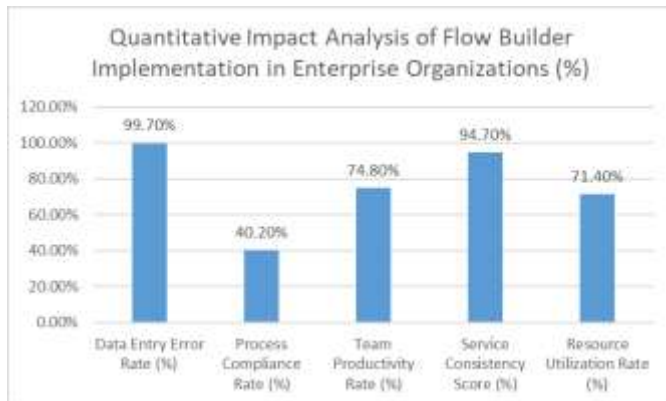 Quantitative Impact Analysis of Flow Builder
Implementation in Enterprise Organizations (%)
120.00%
100.00%
80.00%
60.00%
40.00%
20.00%
0.00%
99.70%
40.20%
74.80%
94.70%
71.40%
Data Entry Error
Rate (%)
Process
Compliance
Rate (%)
Team
Productivity
Rate (%)
Service
Consistency
Score (%)
Resource
Utilization Rate
(%)